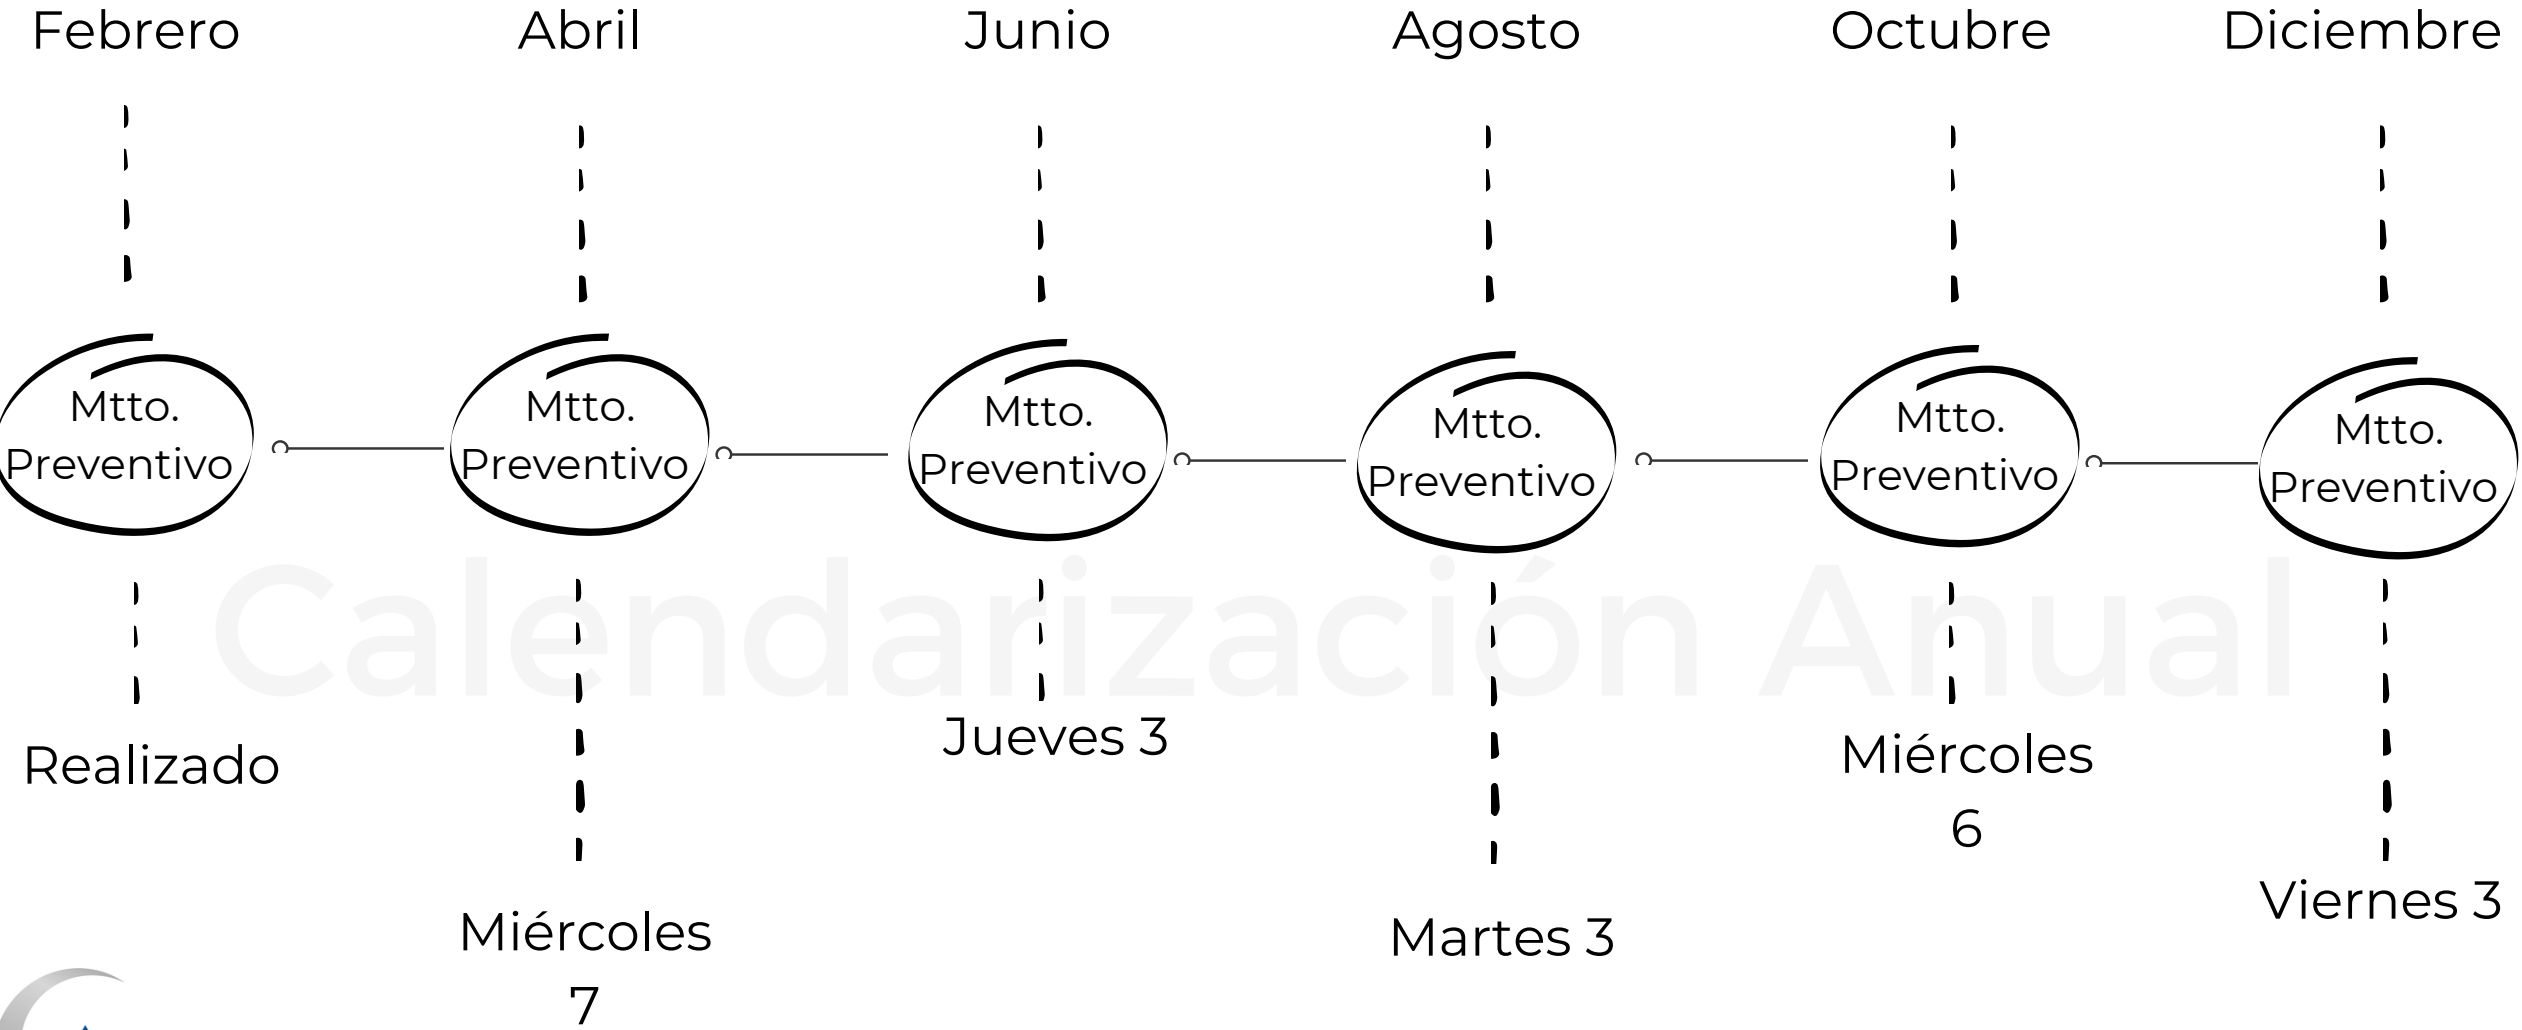 Febrero
Abril
Junio
Agosto
Octubre
Diciembre
Mtto.
Preventivo
Mtto.
Preventivo
Mtto.
Preventivo
Mtto.
Preventivo
Mtto.
Preventivo
Mtto.
Preventivo
Calendarización Anual
Realizado
Miércoles
7
Jueves 3
Martes 3
Miércoles
6
Viernes 3